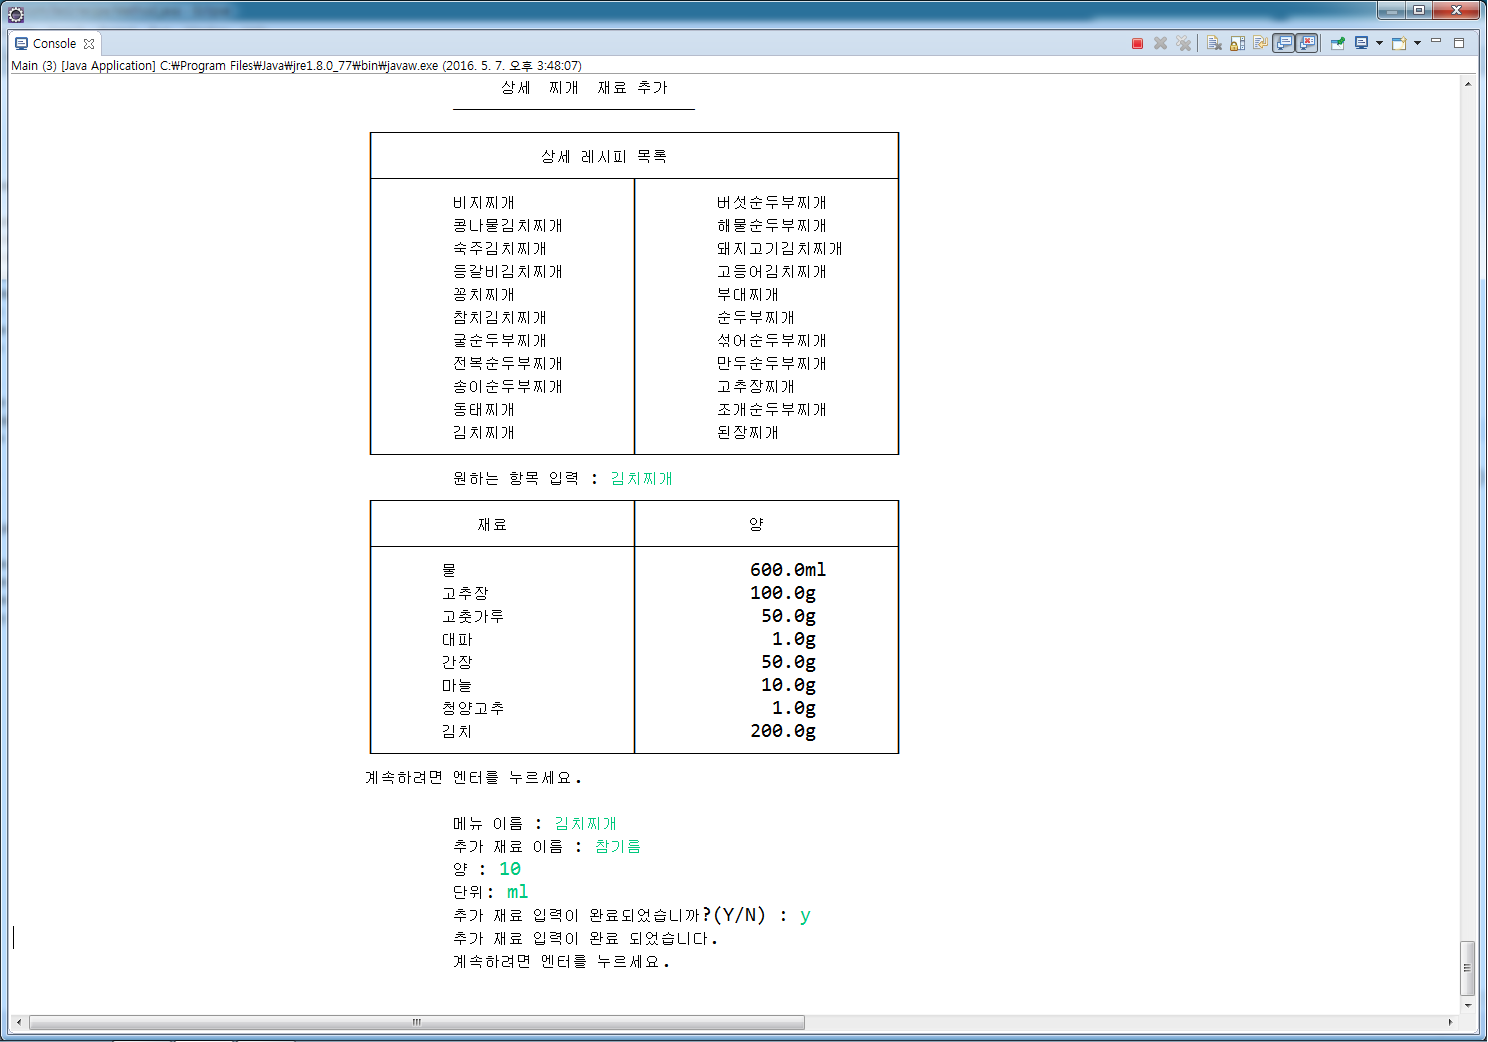 Console
Main (3) [Java Application] C:₩Program Files₩Java₩jre1.8.0_77₩bin₩javaw.exe (2016. 5. 7. 오후 3:48:07)
상세 찌개 재료 추가
상세 레시피 목록
비지찌개 버섯순두부찌개
콩나물김치찌개 해물순두부찌개
숙주김치찌개 돼지고기김치찌개
등갈비김치찌개 고등어김치찌개
꽁치찌개 부대찌개
참치김치찌개 순두부찌개
굴순두부찌개 섞어순두부찌개
전복순두부찌개 만두순두부찌개
송이순두부찌개 고추장찌개
동태찌개 조개순두부찌개
김치찌개 된장찌개
원하는 항목 입력 : 김치찌개
재료 양
물 600.0ml
고추장 100.0g
고춧가루 50.0g
대파 1.0g
간장 50.0g
마늘 10.0g
청양고추 1.0g
김치 200.0g
계속하려면 엔터를 누르세요.
메뉴 이름 : 김치찌개
추가 재료 이름 : 참기름
양 : 10
단위: ml
추가 재료 입력이 완료되었습니까?(Y/N) : y
추가 재료 입력이 완료 되었습니다.
계속하려면 엔터를 누르세요.